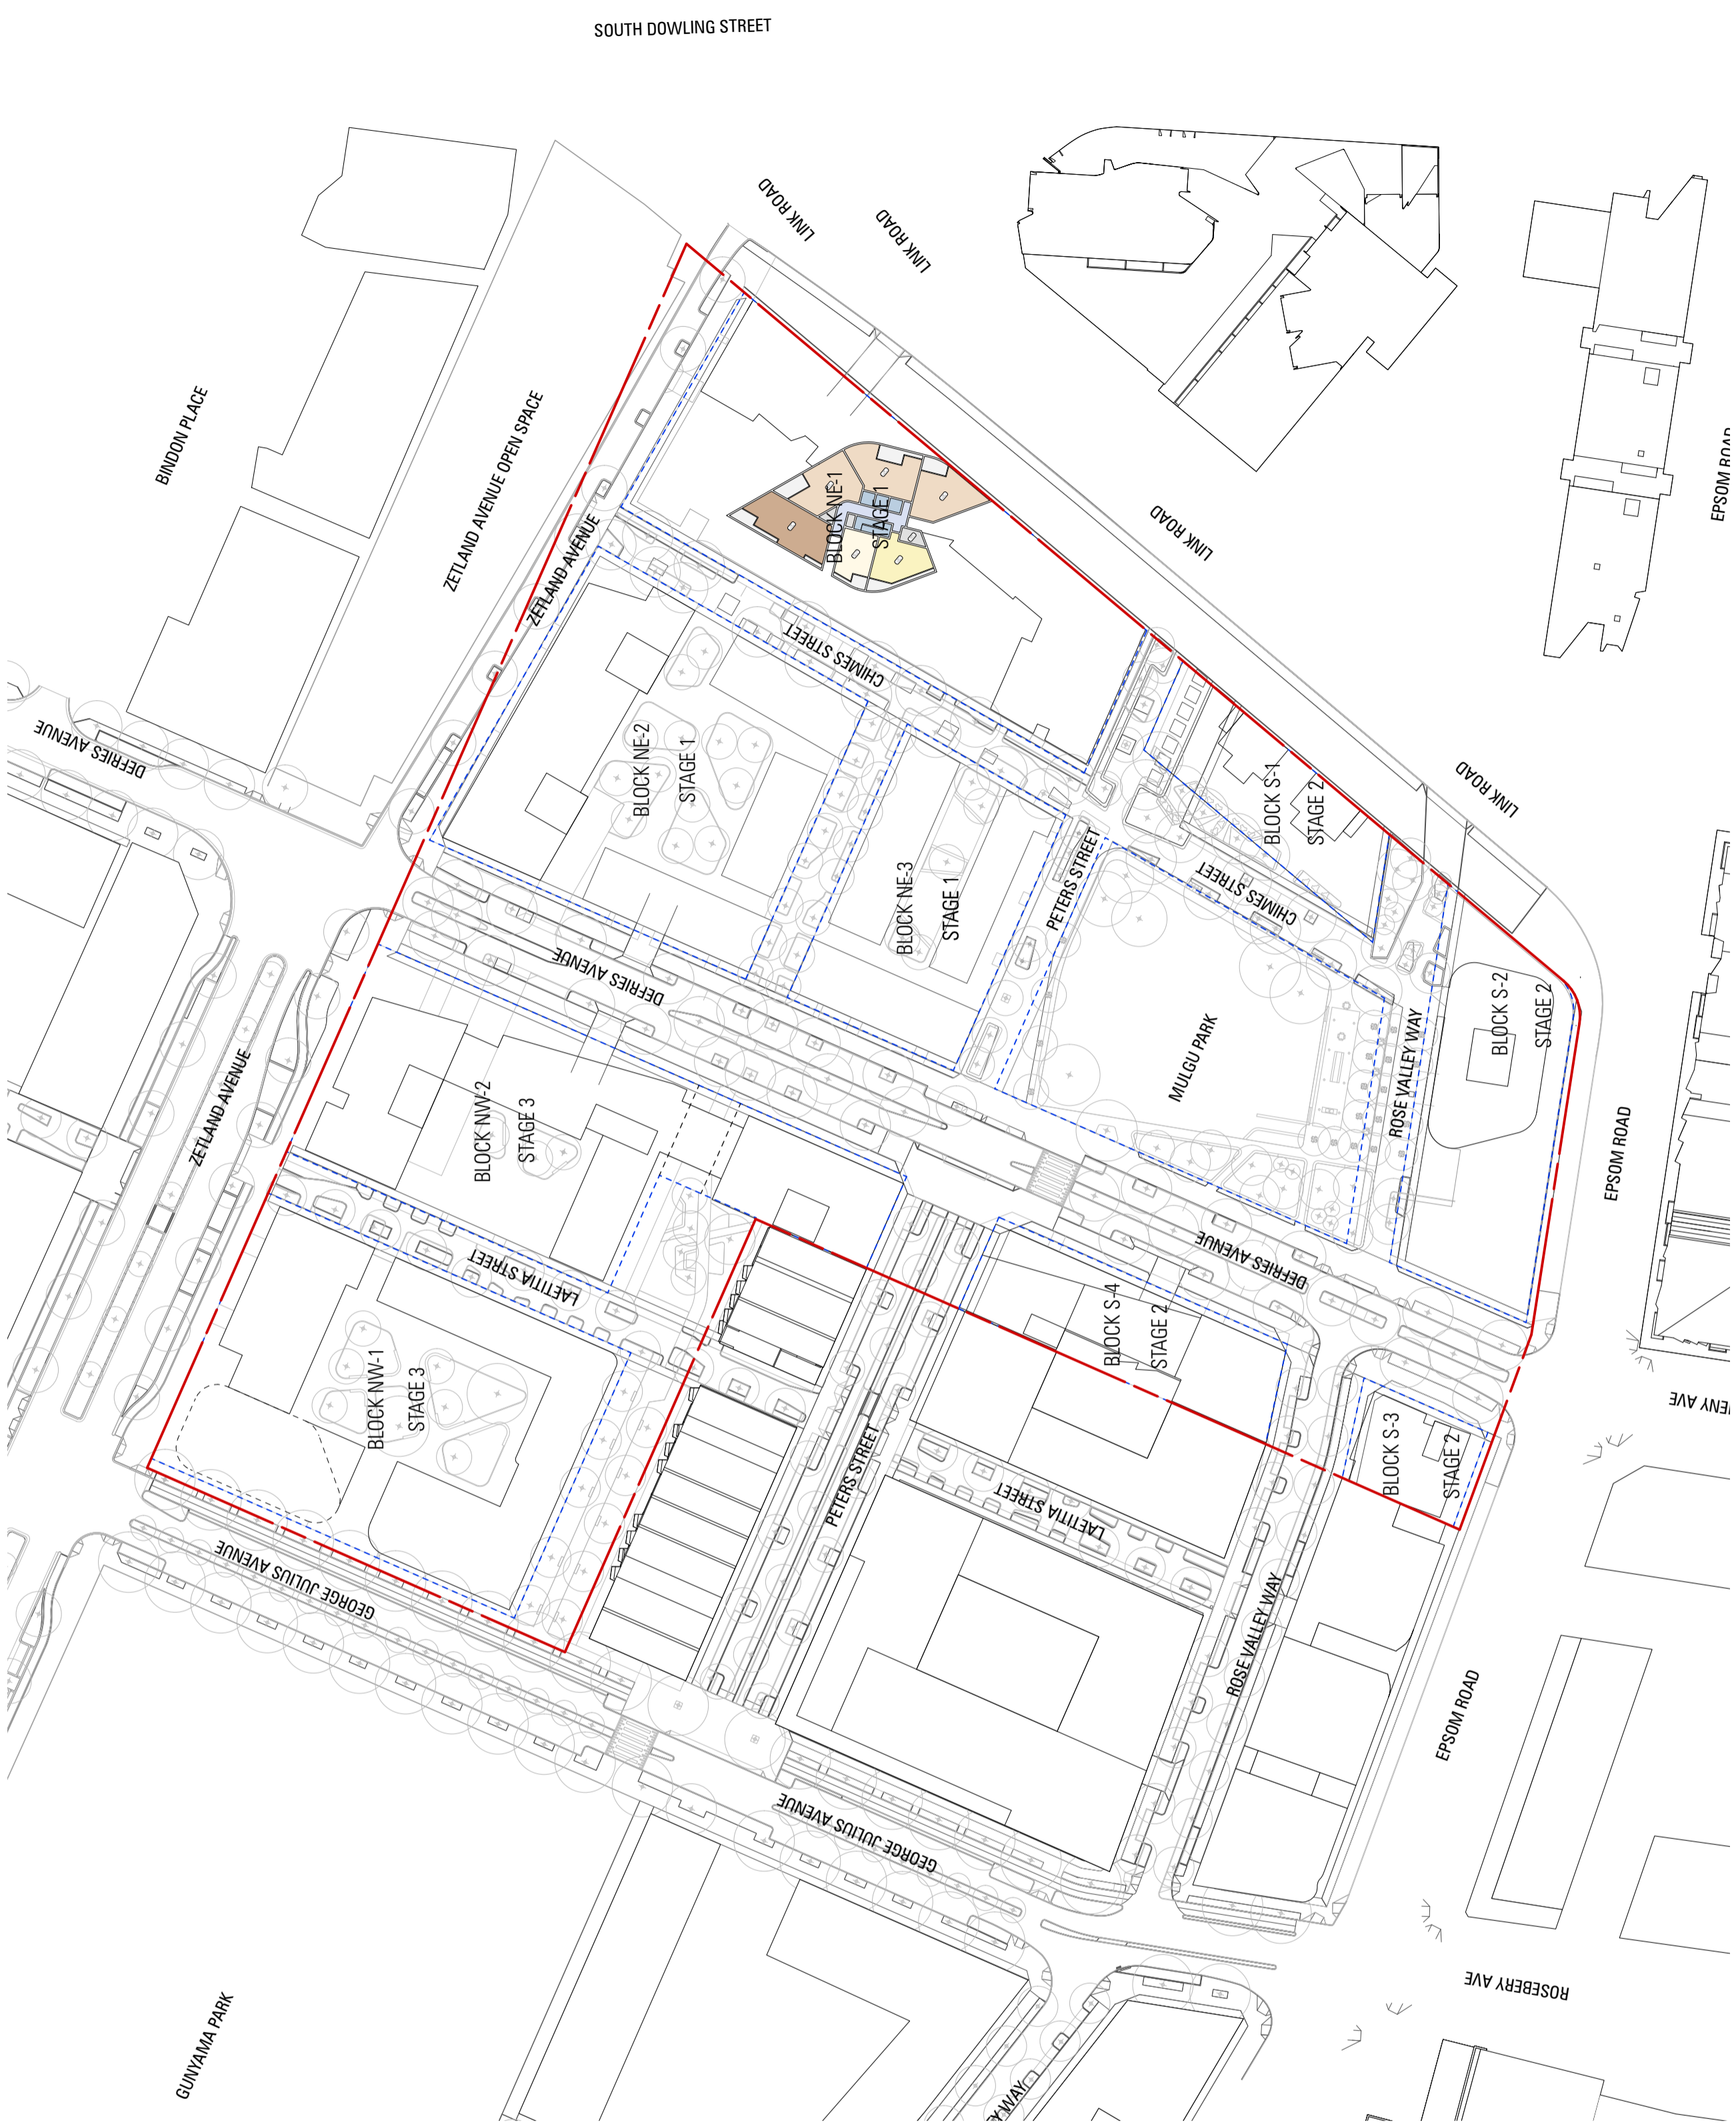 SOUTH DOWLING STREET
LINK ROAD
LINK ROAD
BINDON PLACE
ZETLAND AVENUE OPEN SPACE
EPSOM ROAD
BLOCK NE-1
STAGE 1
LINK ROAD
ZETLAND AVENUE
CHIMES STREET
DEFRIES AVENUE
BLOCK NE-2
STAGE 1
LINK ROAD
BLOCK S-1
STAGE 2
BLOCK NE-3
STAGE 1
PETERS STREET
CHIMES STREET
DEFRIES AVENUE
BLOCK S-2
STAGE 2
MULGU PARK
ROSE VALLEY WAY
ZETLAND AVENUE
BLOCK NW-2
STAGE 3
EPSOM ROAD
LAETITIA STREET
DEFRIES AVENUE
BLOCK S-4
STAGE 2
BLOCK NW-1
STAGE 3
BLOCK S-3
STAGE 2
PETERS STREET
LAETITIA STREET
GEORGE JULIUS AVENUE
ROSE VALLEY WAY
EPSOM ROAD
GEORGE JULIUS AVENUE
ROSEBERY AVE
GUNYAMA PARK
WAY
AVE